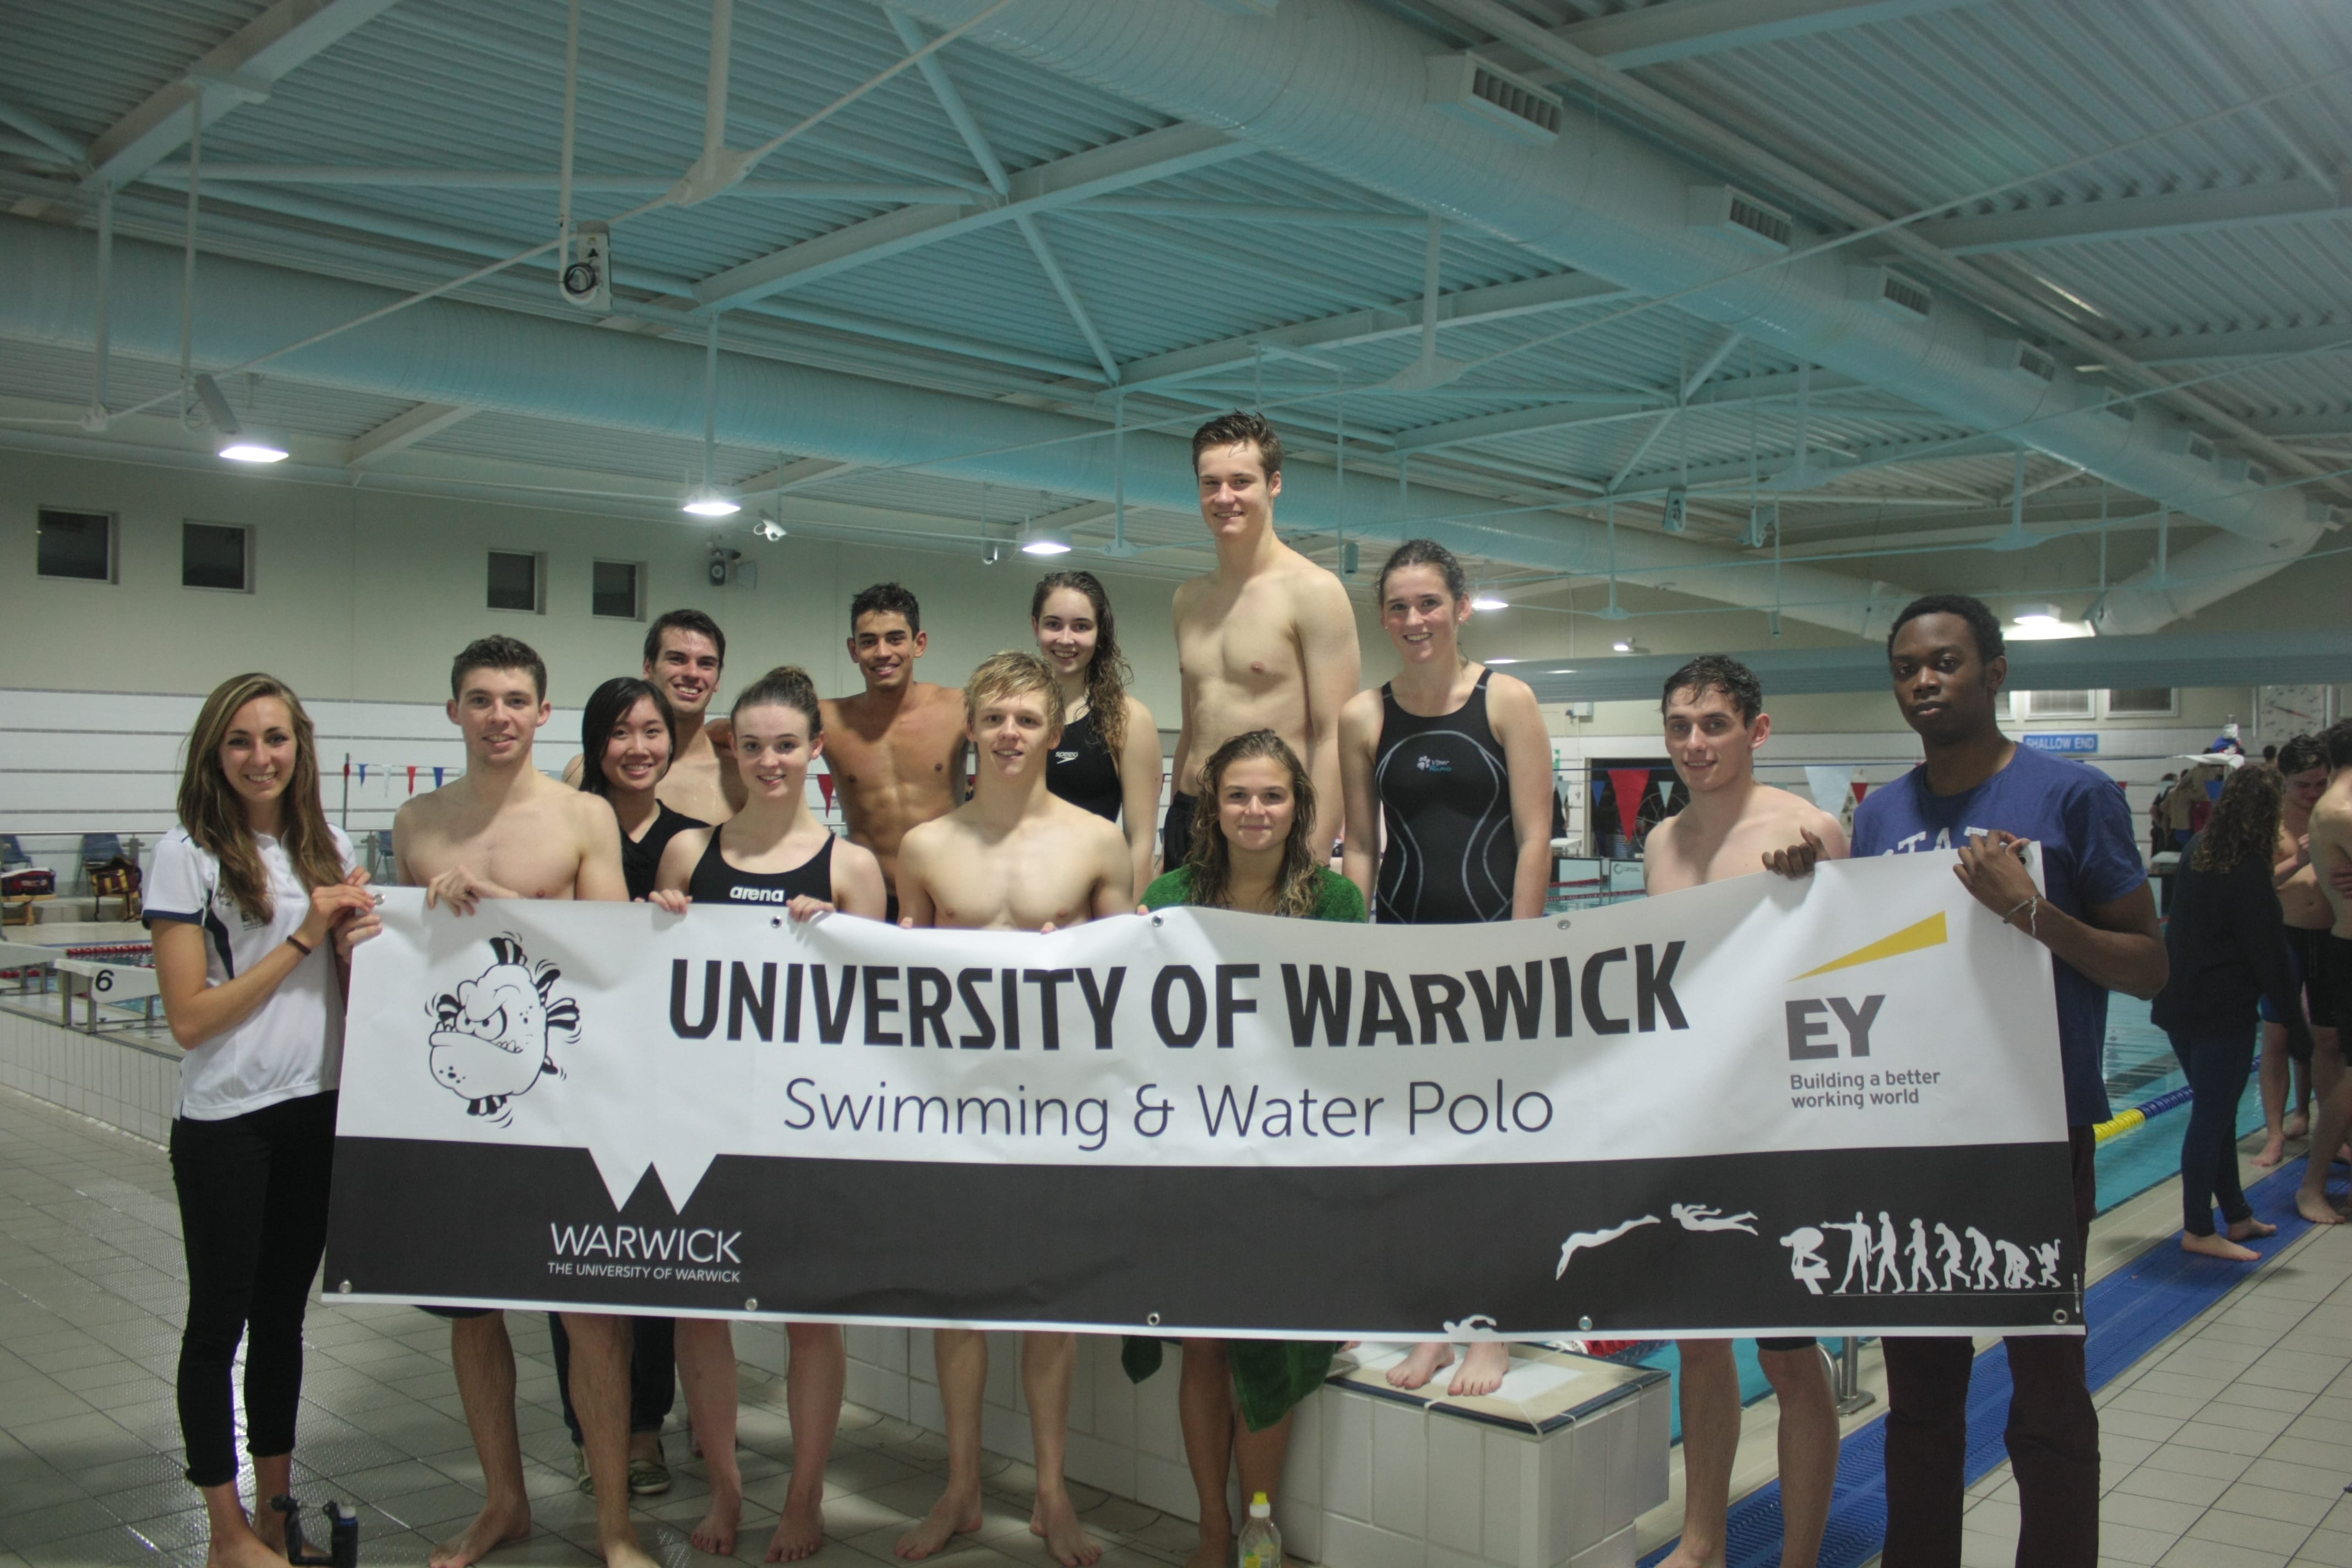 SHALLOW END
speedo
arena
6
UNIVERSITY OF WARWICK
Swimming & Water Polo
EY
Building a better
working world
WARWICK
THE UNIVERSITY OF WARWICK